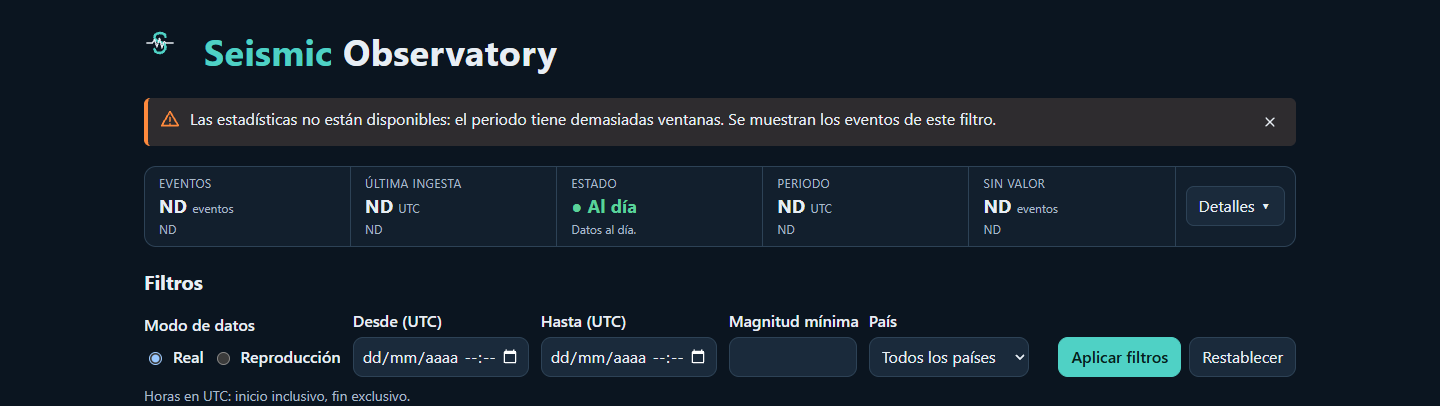 Seismic Observatory
Las estadísticas no están disponibles: el periodo tiene demasiadas ventanas. Se muestran los eventos de este filtro. ×
EVENTOS
ND eventos
ND
ÚLTIMA INGESTA
ND UTC
ND
ESTADO
● Al día
Datos al día.
PERIODO
ND UTC
ND
SIN VALOR
ND eventos
ND
Detalles ▼
Filtros
Modo de datos
Real Reproducción
Desde (UTC)
dd/mm/aaaa --:--
Hasta (UTC)
dd/mm/aaaa --:--
Magnitud mínima
País
Todos los países
Aplicar filtros
Restablecer
Horas en UTC: inicio inclusivo, fin exclusivo.